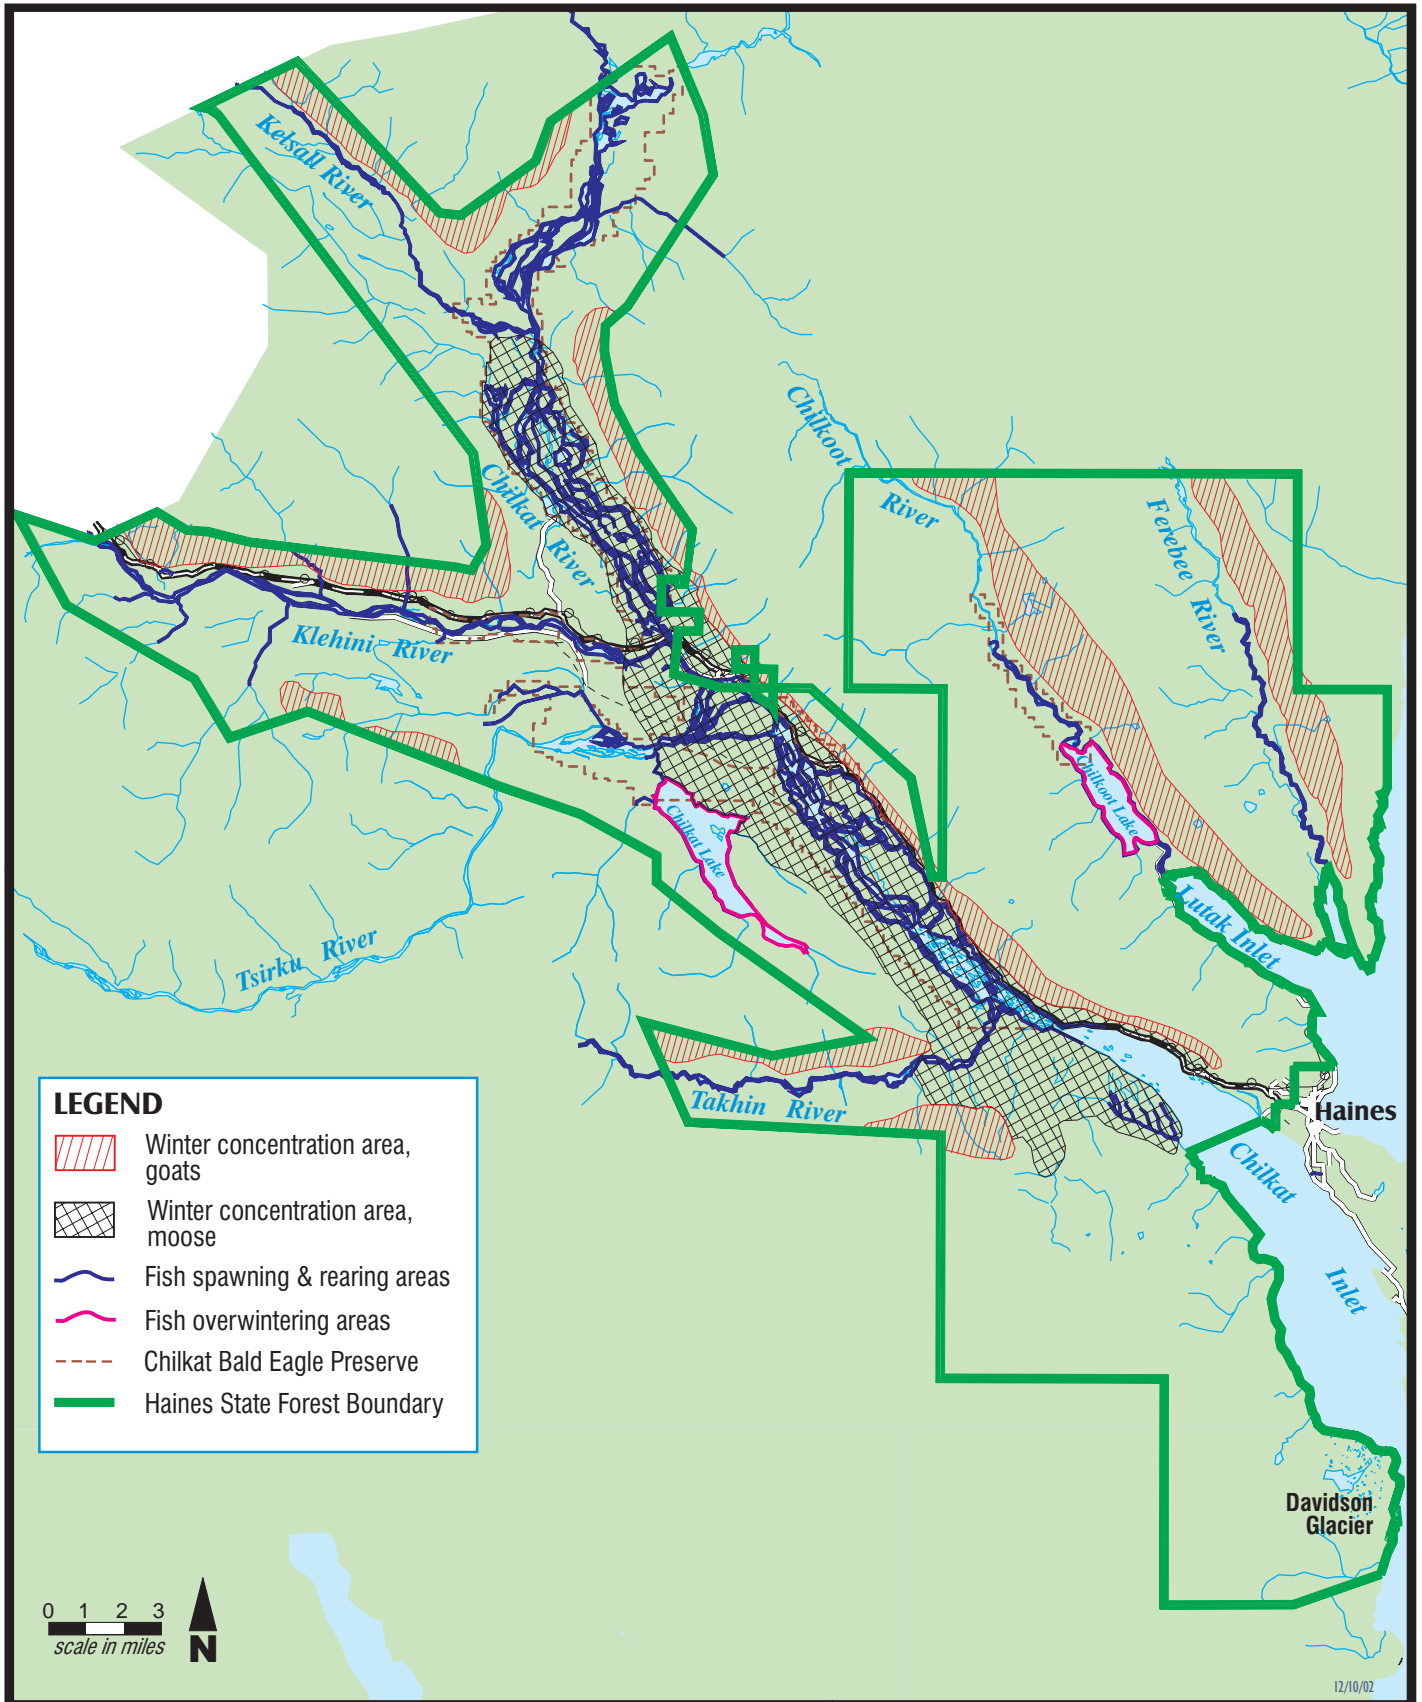 Kelsall River
Chilkat
River
Chilkoot
River
Ferebee
River
Klehini River
Chilkoot Lake
Chilkat Lake
Lutak Inlet
Tsirku River
Takhin River
Haines
Chilkat
Inlet
Davidson
Glacier
LEGEND
Winter concentration area,
goats
Winter concentration area,
moose
Fish spawning & rearing areas
Fish overwintering areas
Chilkat Bald Eagle Preserve
Haines State Forest Boundary
0 1 2 3
scale in miles
N
12/10/02